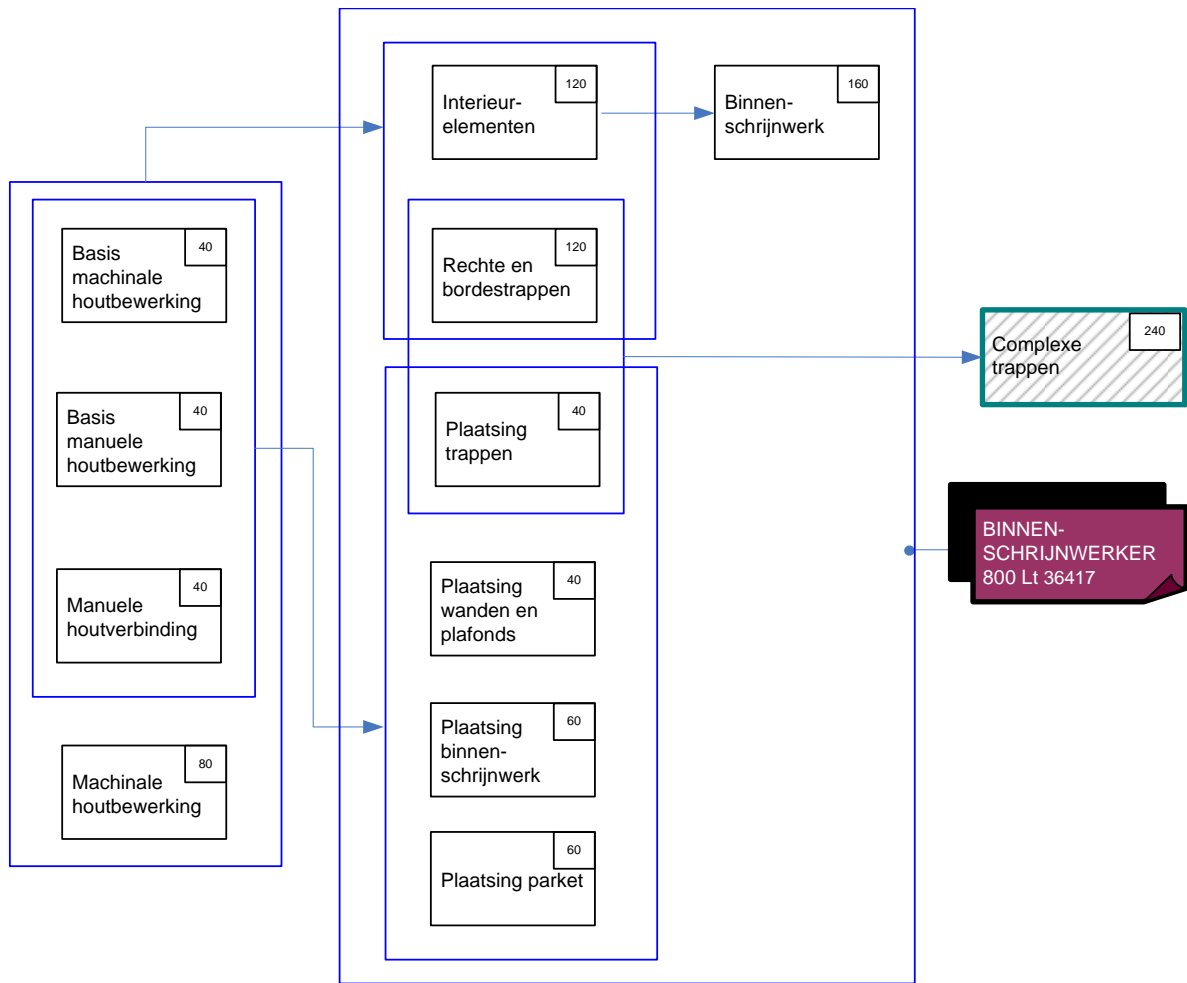 120
Interieur-
elementen
160
Binnen-
schrijnwerk
40
Basis
machinale
houtbewerking
120
Rechte en
bordestrappen
240
Complexe
trappen
40
Basis
manuele
houtbewerking
40
Plaatsing
trappen
BINNEN-
SCHRIJNWERKER
800 Lt 36417
40
Manuele
houtverbinding
40
Plaatsing
wanden en
plafonds
60
Plaatsing
binnen-
schrijnwerk
80
Machinale
houtbewerking
60
Plaatsing parket